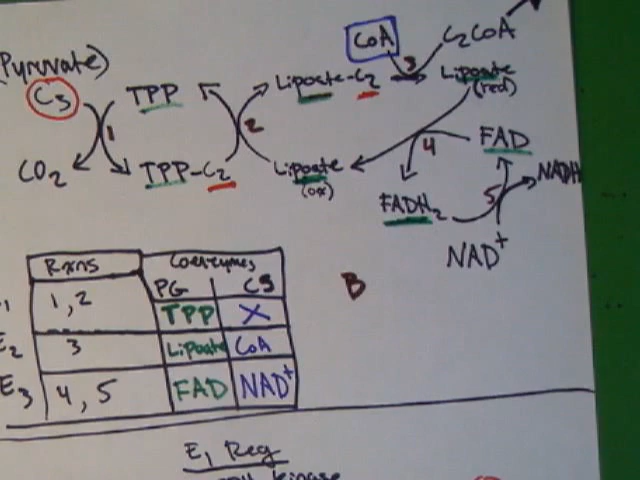 (Pyruvate)
C3
CO2
1
TPP
TPP-C2
2
Lipoate-C2
Lipoate
(ox)
CoA
3
C2CoA
Lipoate
(red)
4
FAD
FADH2
5
NADH
NAD+
Rxns Coenzymes
PG CS
1, 2 TPP X
E2 3 Lipoate CoA
E3 4, 5 FAD NAD+
B
E1 Reg
kinase